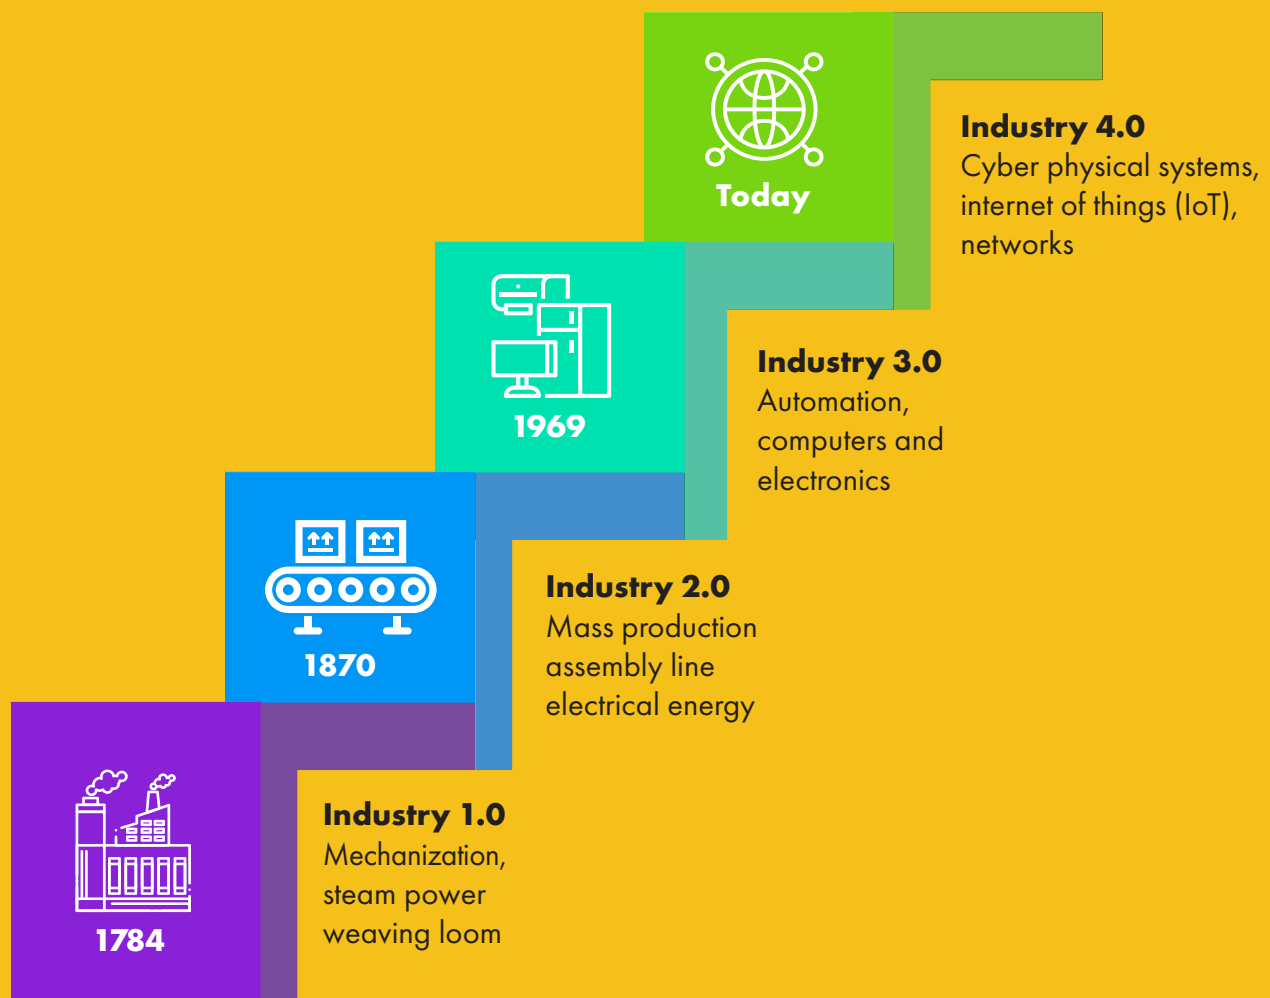 Today
Industry 4.0
Cyber physical systems,
internet of things (IoT),
networks
1969
Industry 3.0
Automation,
computers and
electronics
1870
Industry 2.0
Mass production
assembly line
electrical energy
1784
Industry 1.0
Mechanization,
steam power
weaving loom